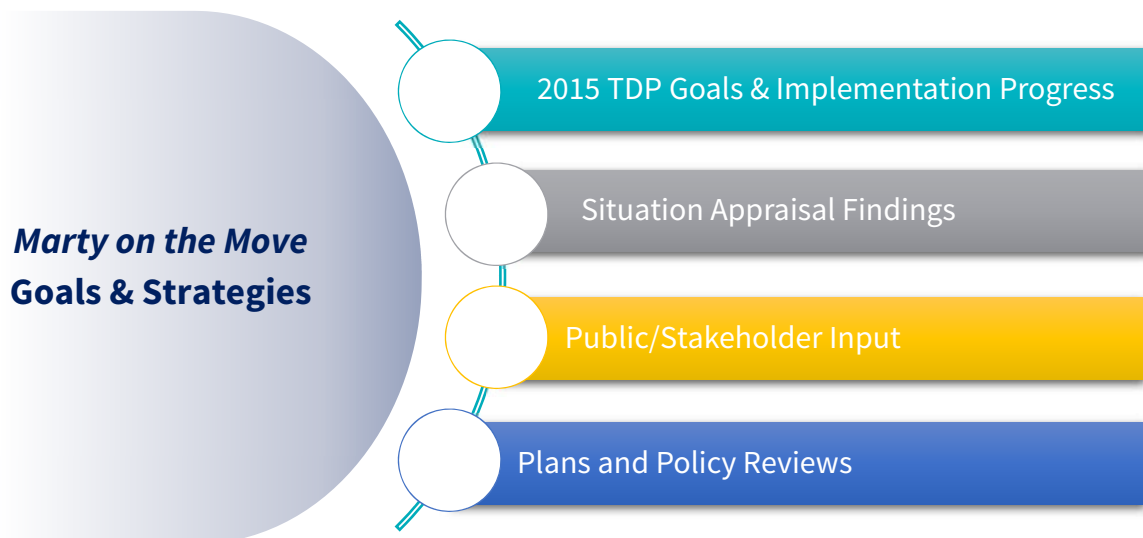 Marty on the Move
Goals & Strategies
2015 TDP Goals & Implementation Progress
Situation Appraisal Findings
Public/Stakeholder Input
Plans and Policy Reviews